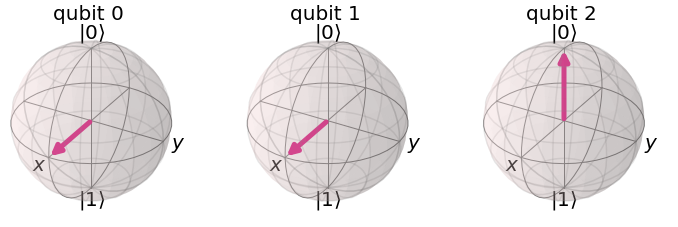 qubit 0
|0⟩
x
y
|1⟩
qubit 1
|0⟩
x
y
|1⟩
qubit 2
|0⟩
x
y
|1⟩